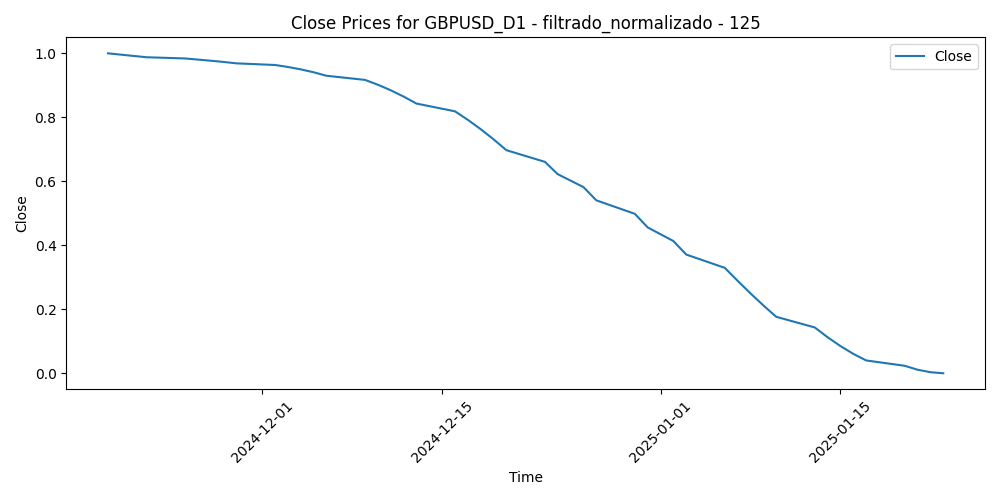 Close Prices for GBPUSD_D1 - filtrado_normalizado - 125
Close
1.0
0.8
0.6
0.4
0.2
0.0
Close
2024-12-01
2024-12-15
2025-01-01
2025-01-15
Time